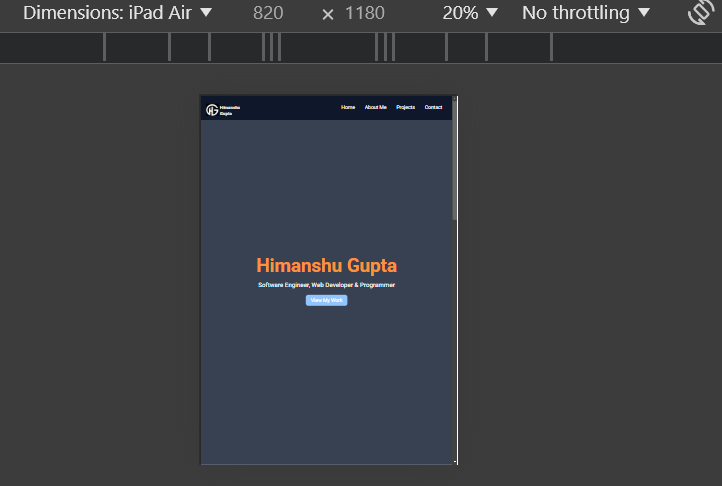 Dimensions: iPad Air ▼ 820 × 1180 20% ▼ No throttling ▼
HG Himanshu Gupta Home About Me Projects Contact
Himanshu Gupta
Software Engineer, Web Developer & Programmer
View My Work